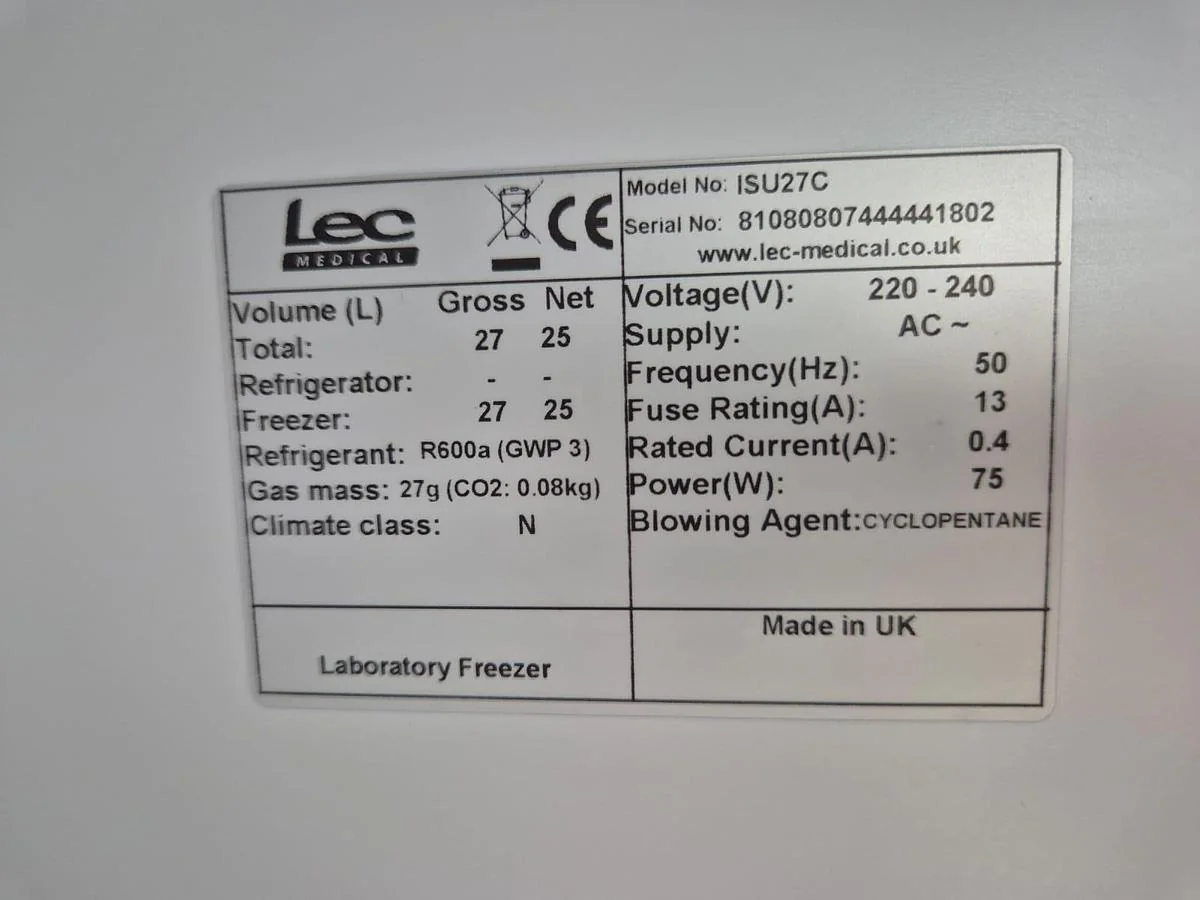 Lec
MEDICAL
CE
Model No: ISU27C
Serial No: 81080807444441802
www.lec-medical.co.uk
Volume (L) Gross Net
Total: 27 25
Refrigerator: - -
Freezer: 27 25
Refrigerant: R600a (GWP 3)
Gas mass: 27g (CO2: 0.08kg)
Climate class: N
Voltage(V): 220 - 240
Supply: AC ~
Frequency(Hz): 50
Fuse Rating(A): 13
Rated Current(A): 0.4
Power(W): 75
Blowing Agent:CYCLOPENTANE
Laboratory Freezer
Made in UK